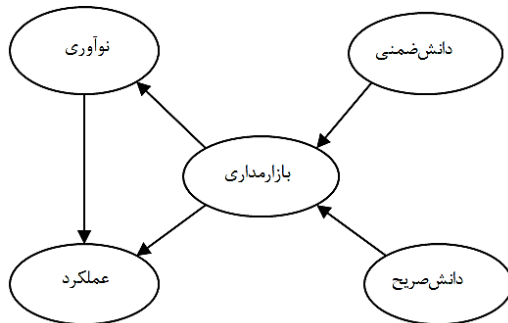 دانش‌ضمنی
نوآوری
بازارمداری
دانش‌صریح
عملکرد